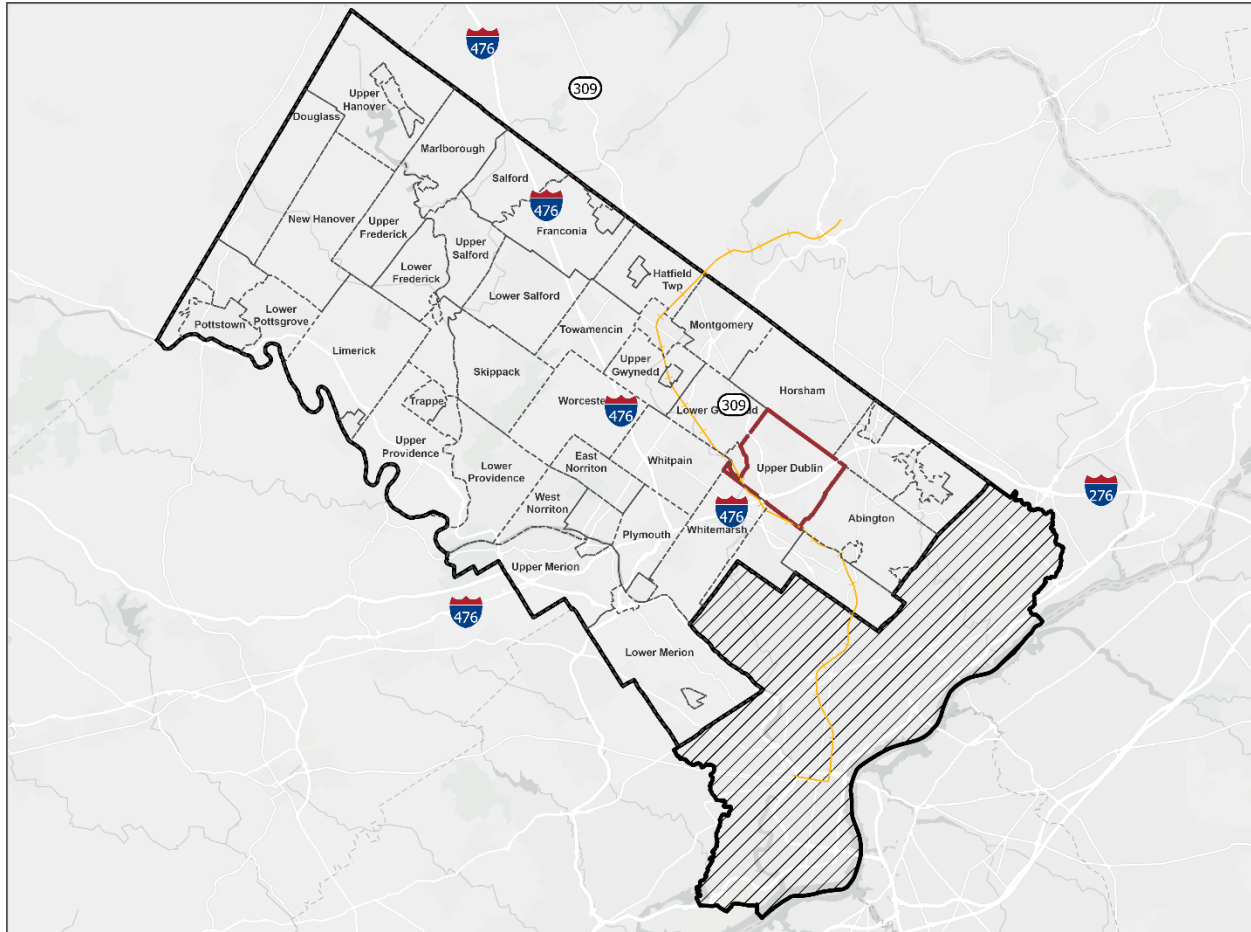 476
309
Upper
Hanover
Douglass
Marlborough
Salford
476
Franconia
New Hanover
Upper
Frederick
Upper
Salford
Lower
Frederick
Hatfield
Twp
Lower Salford
Pottstown
Lower
Pottsgrove
Towamencin
Montgomery
Limerick
Skippack
Upper
Gwynedd
Horsham
Trappe
Worceste
476
Lower G
309
d
Upper
Providence
Lower
Providence
East
Norriton
Whitpain
Upper Dublin
276
West
Norriton
476
Plymouth
Whitemarsh
Abington
Upper Merion
476
Lower Merion